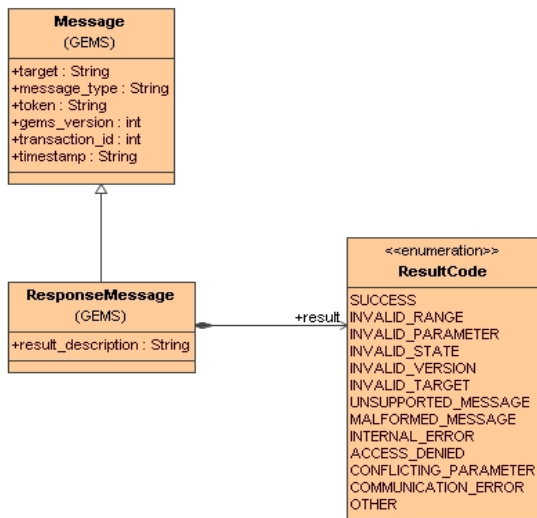 Message
(GEMS)
+target : String
+message_type : String
+token : String
+gems_version : int
+transaction_id : int
+timestamp : String
ResponseMessage
(GEMS)
+result_description : String
+result
<<enumeration>>
ResultCode
SUCCESS
INVALID_RANGE
INVALID_PARAMETER
INVALID_STATE
INVALID_VERSION
INVALID_TARGET
UNSUPPORTED_MESSAGE
MALFORMED_MESSAGE
INTERNAL_ERROR
ACCESS_DENIED
CONFLICTING_PARAMETER
COMMUNICATION_ERROR
OTHER